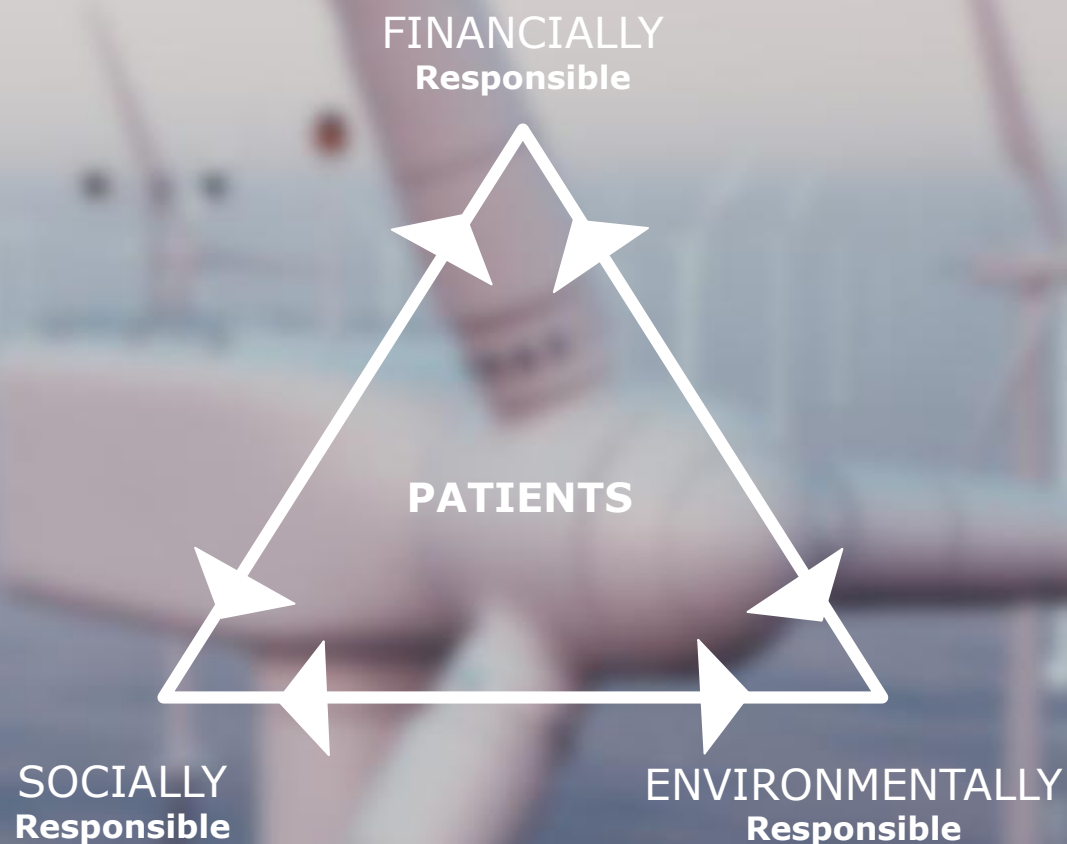 FINANCIALLY
Responsible
PATIENTS
SOCIALLY
Responsible
ENVIRONMENTALLY
Responsible